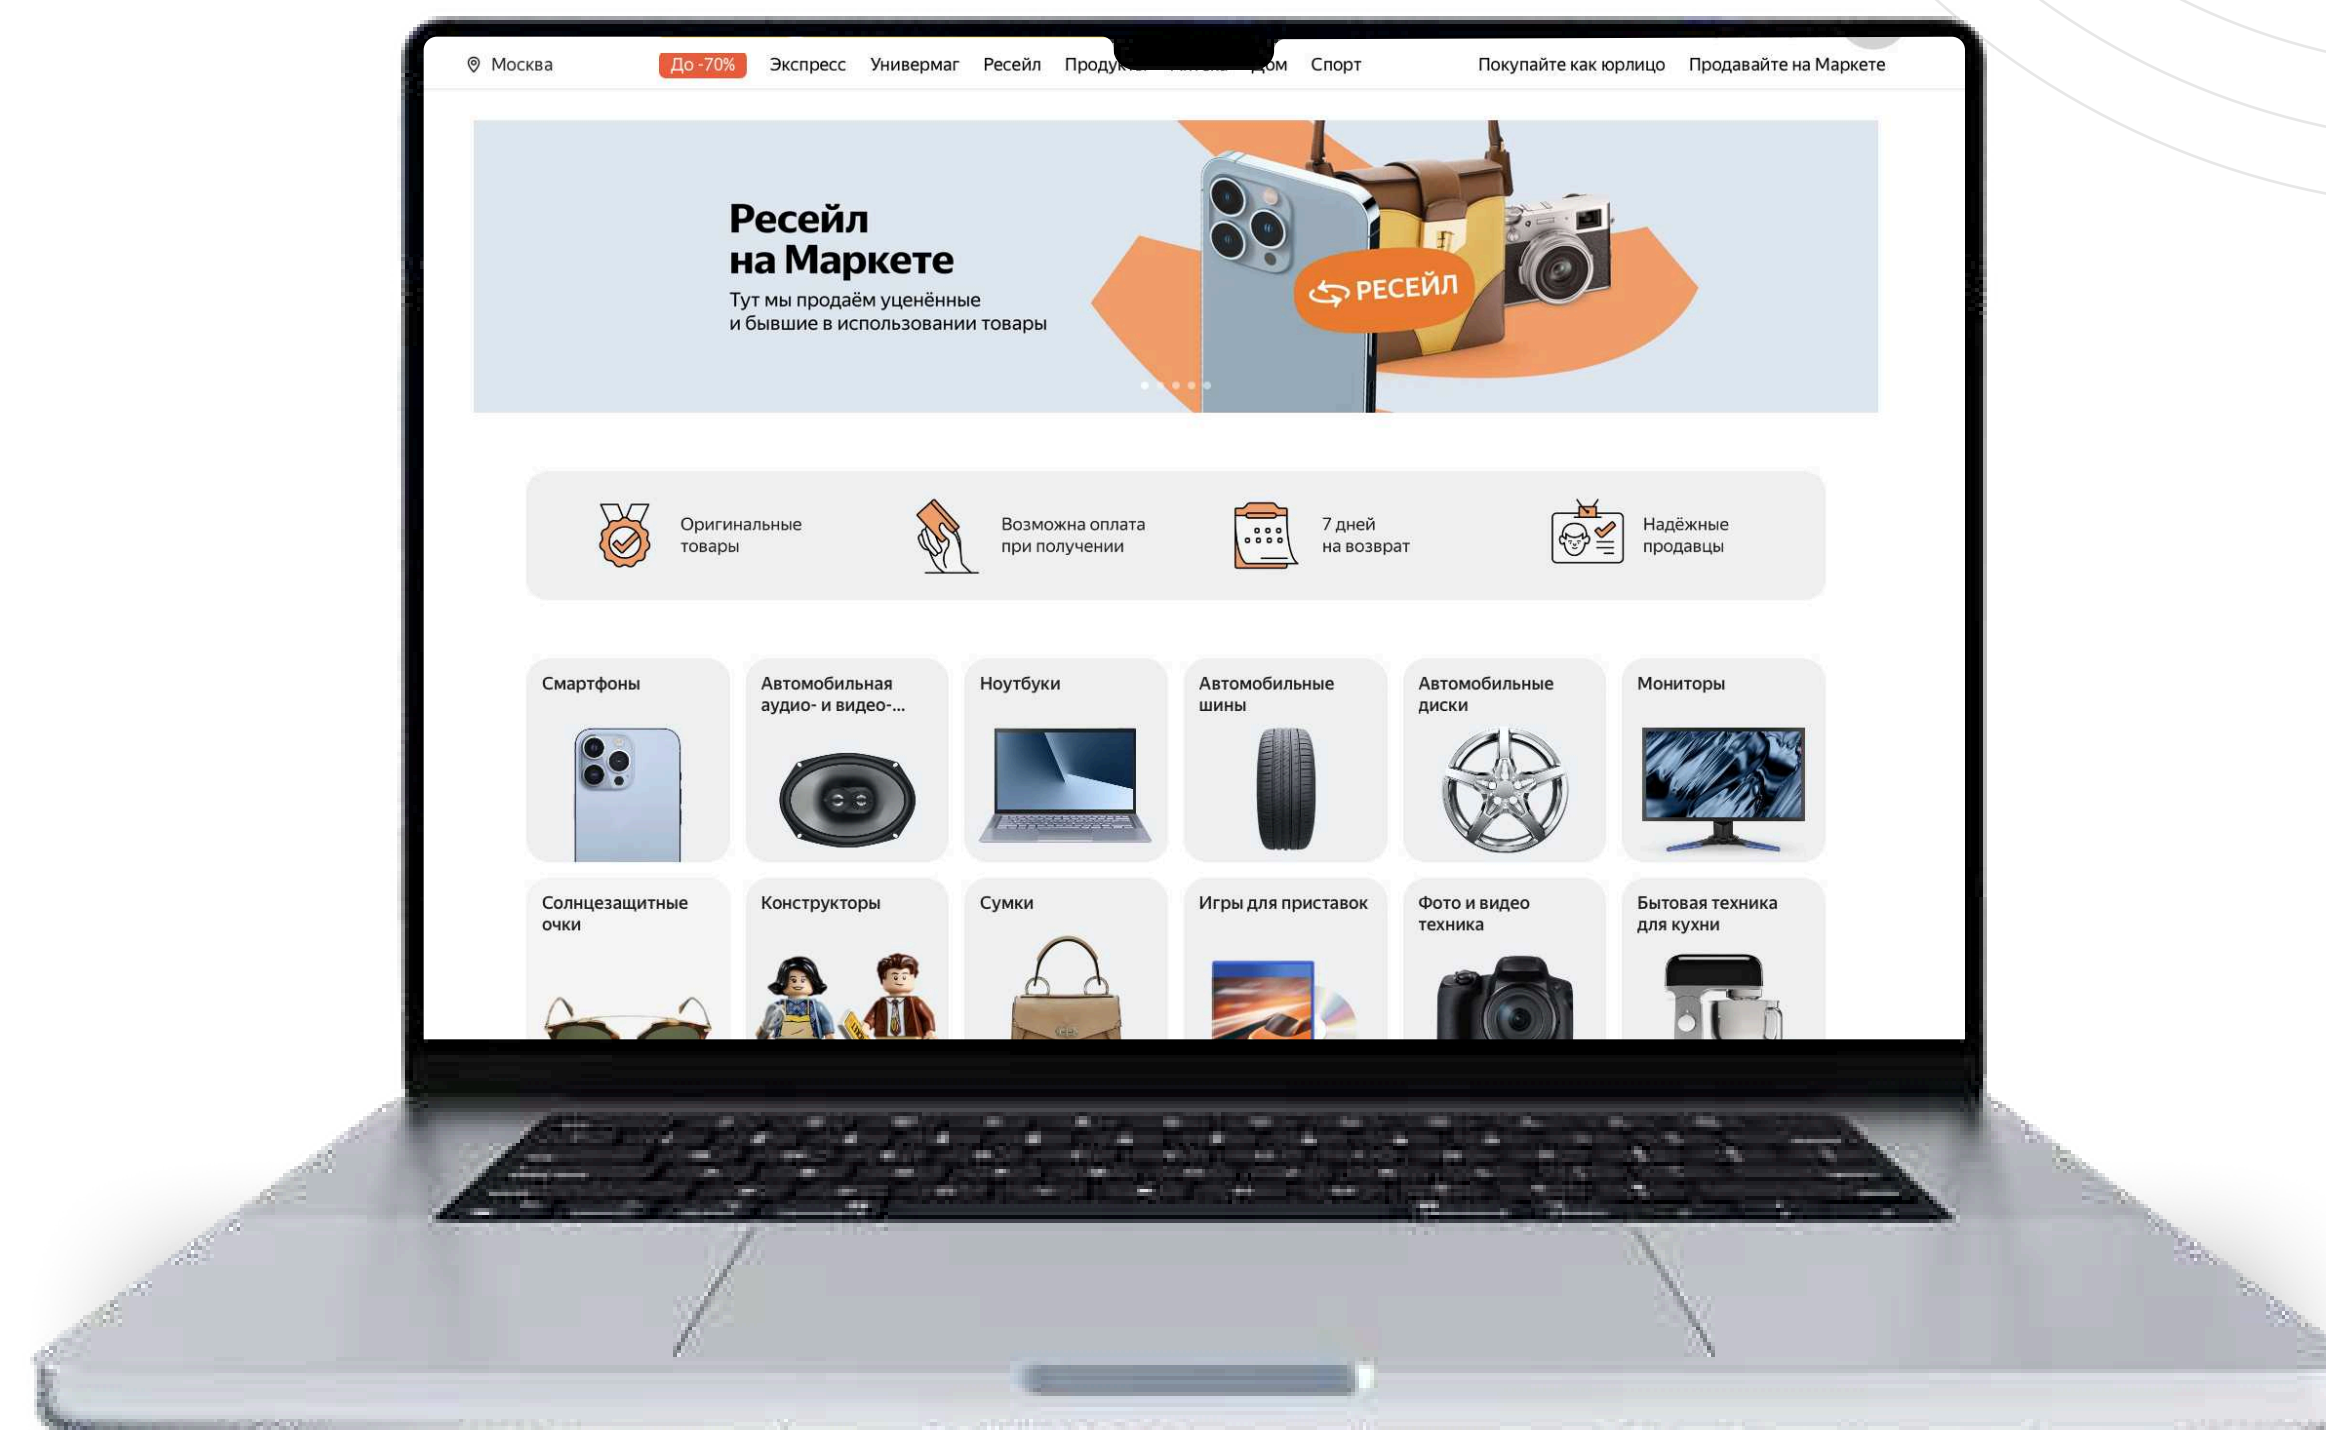 Москва
До -70% Экспресс Универмаг Ресейл Дом Спорт
Покупайте как юрлицо Продавайте на Маркете
Ресейл
на Маркете
Тут мы продаём уценённые
и бывшие в использовании товары
РЕСЕЙЛ
Оригинальные
товары
Возможна оплата
при получении
7 дней
на возврат
Надёжные
продавцы
Смартфоны
Автомобильная
аудио- и видео-...
Ноутбуки
Автомобильные
шины
Автомобильные
диски
Мониторы
Солнцезащитные
очки
Конструкторы
Сумки
Игры для приставок
Фото и видео
техника
Бытовая техника
для кухни